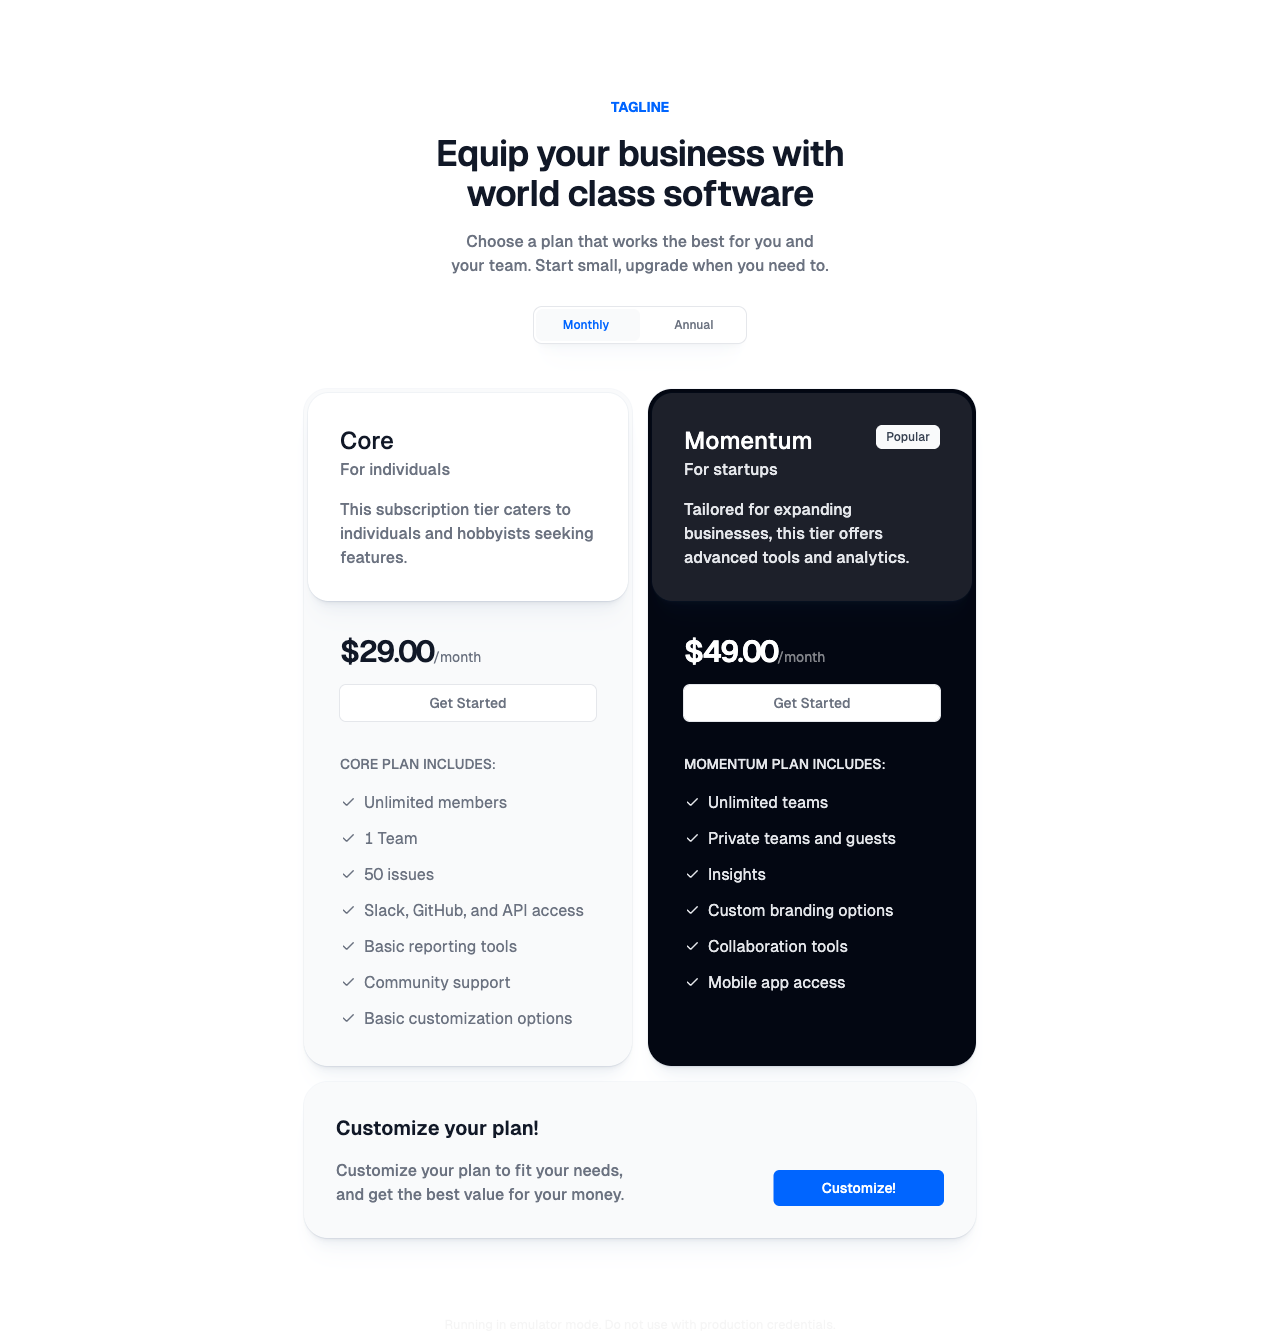 TAGLINE
Equip your business with
world class software
Choose a plan that works the best for you and
your team. Start small, upgrade when you need to.
Monthly
Annual
Core
For individuals
This subscription tier caters to
individuals and hobbyists seeking
features.
$29.00/month
Get Started
CORE PLAN INCLUDES:
Unlimited members
1 Team
50 issues
Slack, GitHub, and API access
Basic reporting tools
Community support
Basic customization options
Momentum
Popular
For startups
Tailored for expanding
businesses, this tier offers
advanced tools and analytics.
$49.00/month
Get Started
MOMENTUM PLAN INCLUDES:
Unlimited teams
Private teams and guests
Insights
Custom branding options
Collaboration tools
Mobile app access
Customize your plan!
Customize your plan to fit your needs,
and get the best value for your money.
Customize!
Running in emulator mode. Do not use with production credentials.